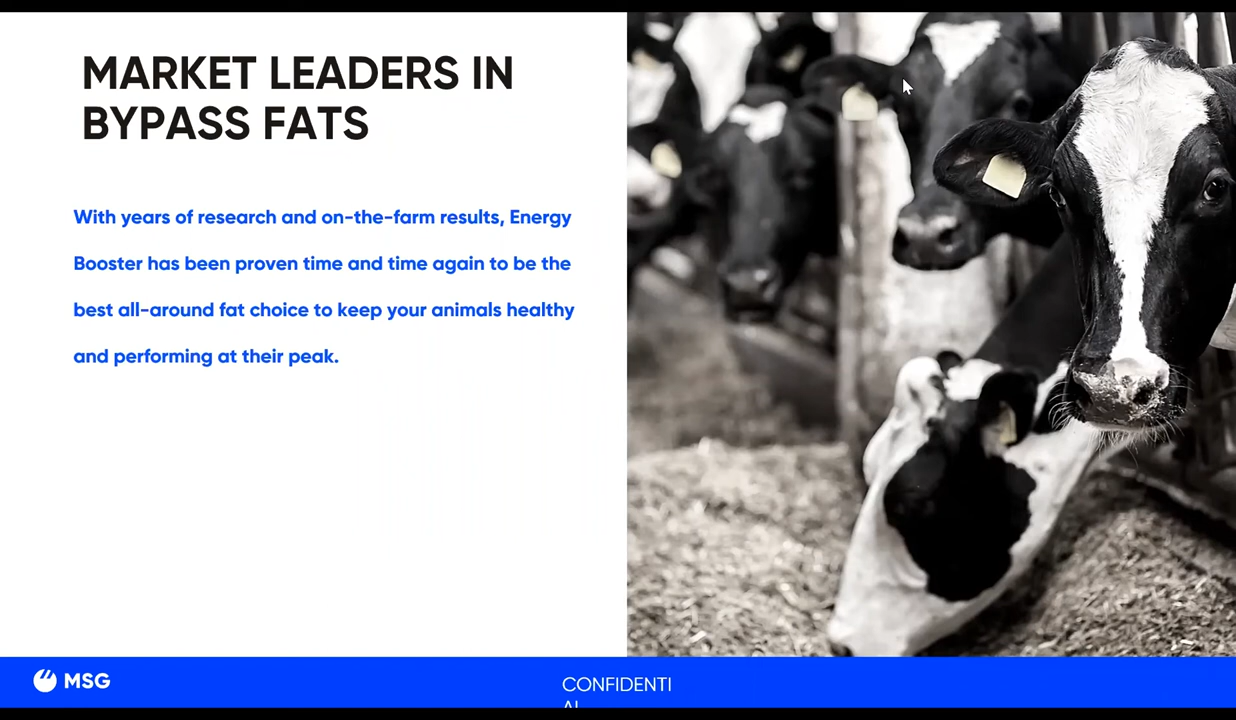 MARKET LEADERS IN
BYPASS FATS
With years of research and on-the-farm results, Energy
Booster has been proven time and time again to be the
best all-around fat choice to keep your animals healthy
and performing at their peak.
MSG
CONFIDENTI
AL